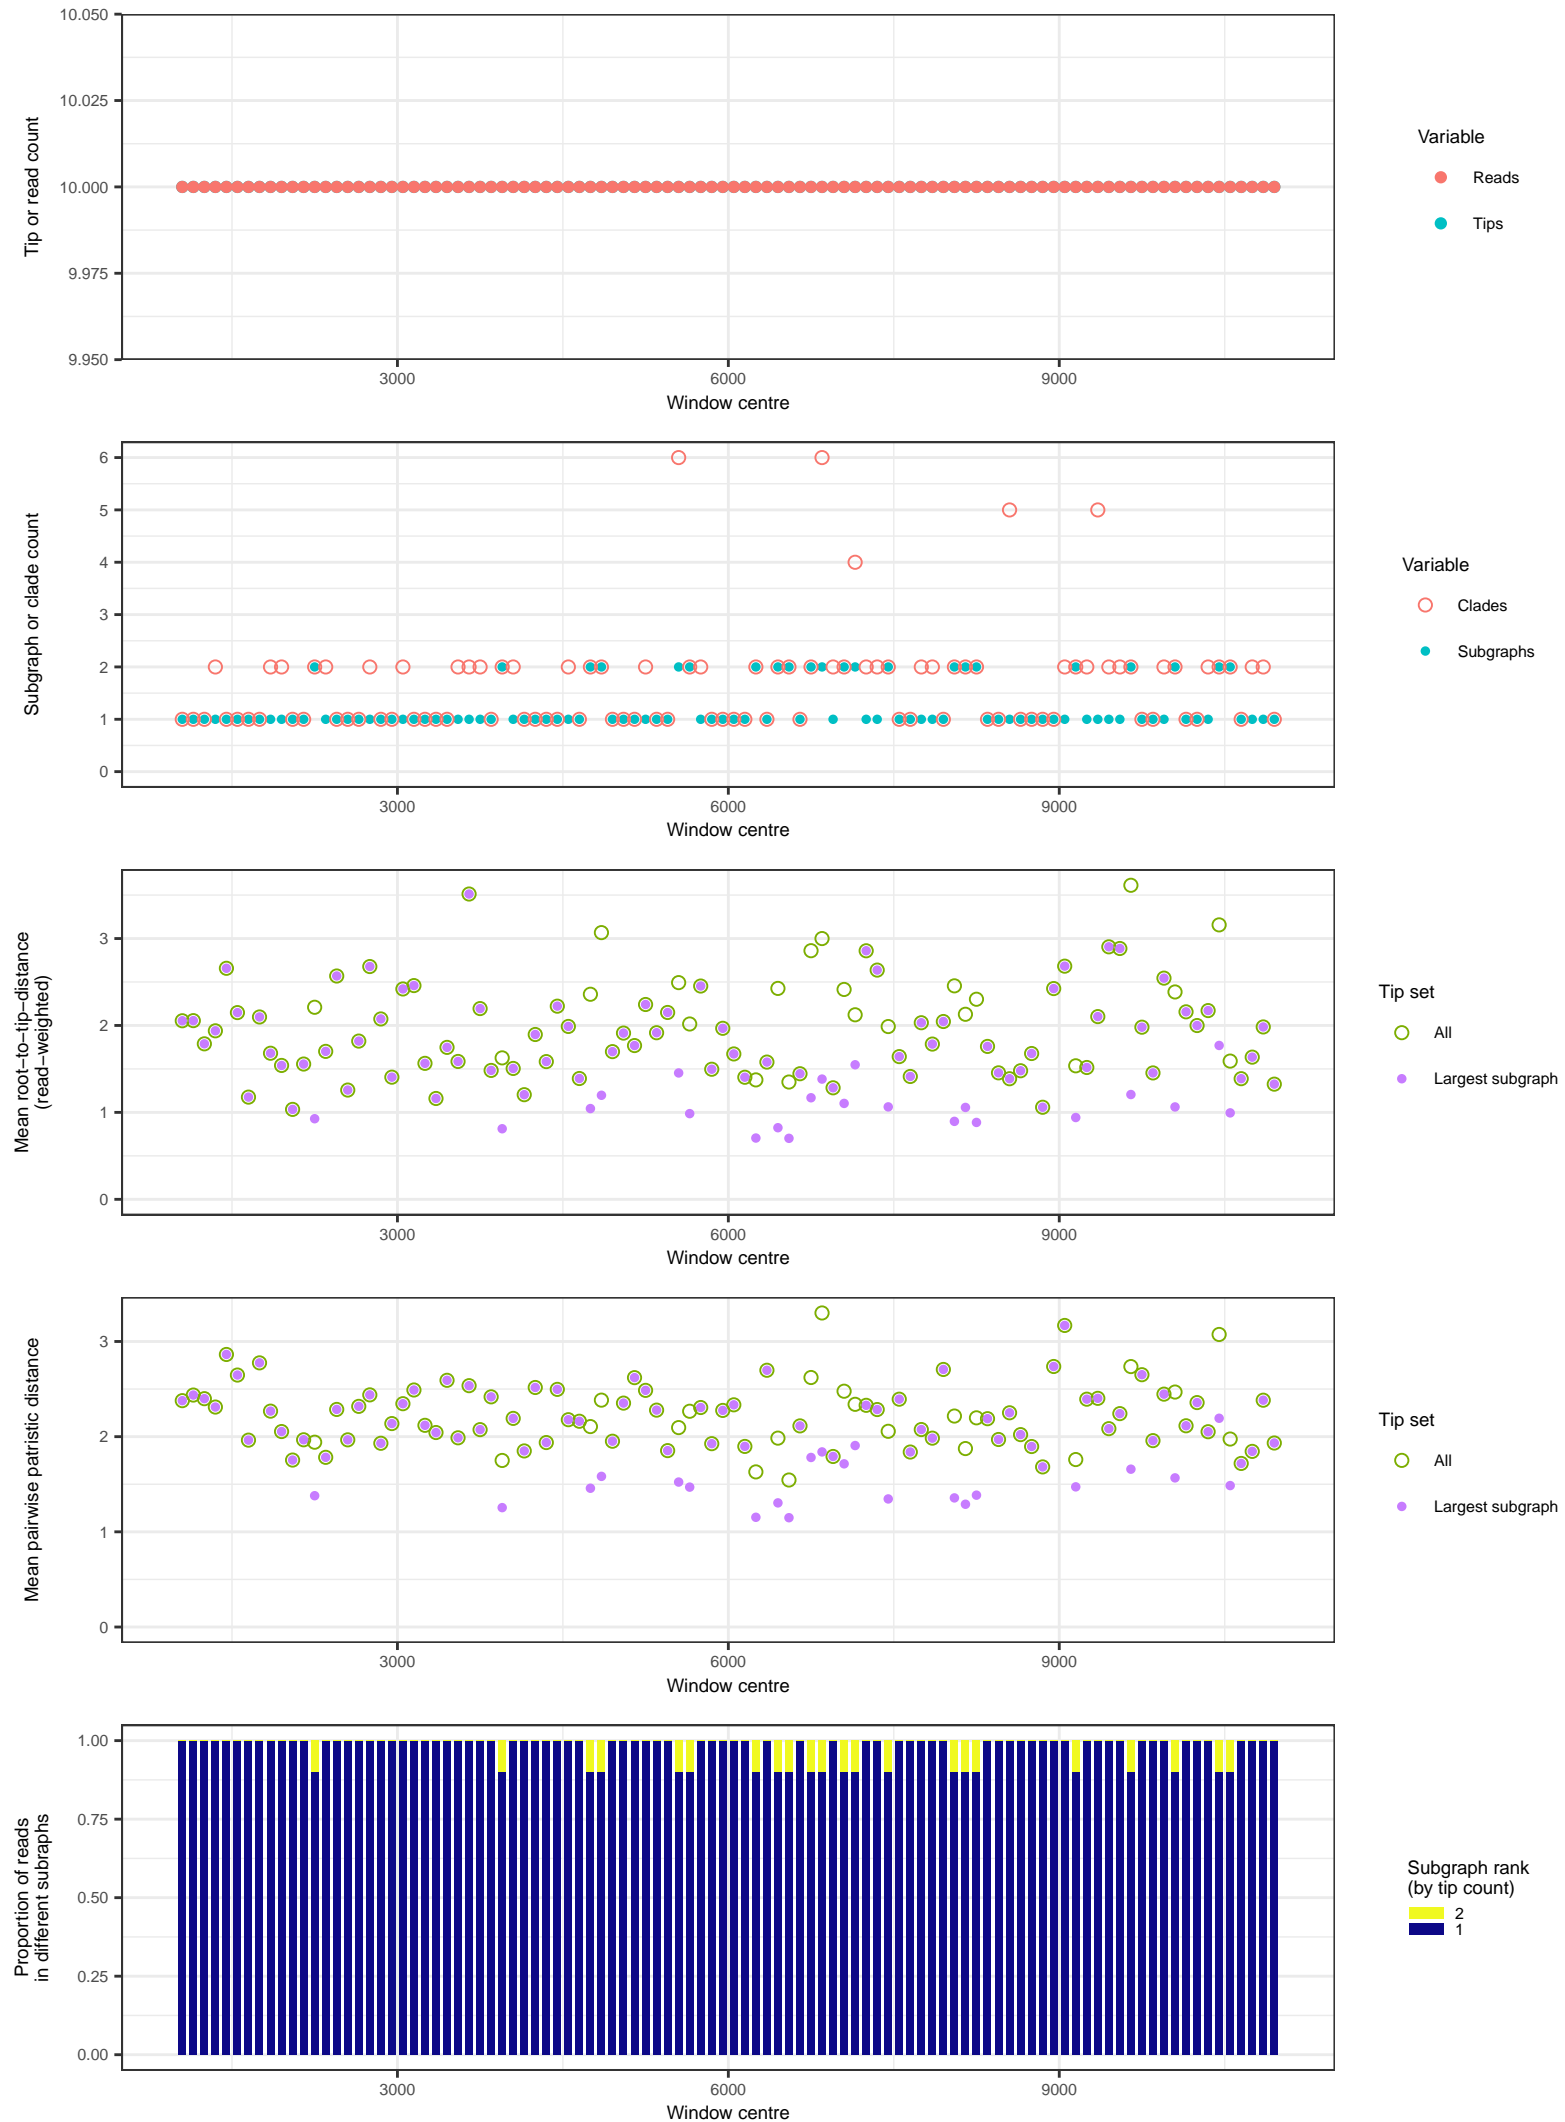 10.050
10.025
10.000
9.975
9.950
Tip or read count
3000 6000 9000
Window centre
Variable
Reads
Tips
6
5
4
3
2
1
0
Subgraph or clade count
3000 6000 9000
Window centre
Variable
Clades
Subgraphs
3
2
1
0
Mean root−to−tip−distance
(read−weighted)
3000 6000 9000
Window centre
Tip set
All
Largest subgraph
3
2
1
0
Mean pairwise patristic distance
3000 6000 9000
Window centre
Tip set
All
Largest subgraph
1.00
0.75
0.50
0.25
0.00
Proportion of reads
in different subraphs
3000 6000 9000
Window centre
Subgraph rank
(by tip count)
2
1